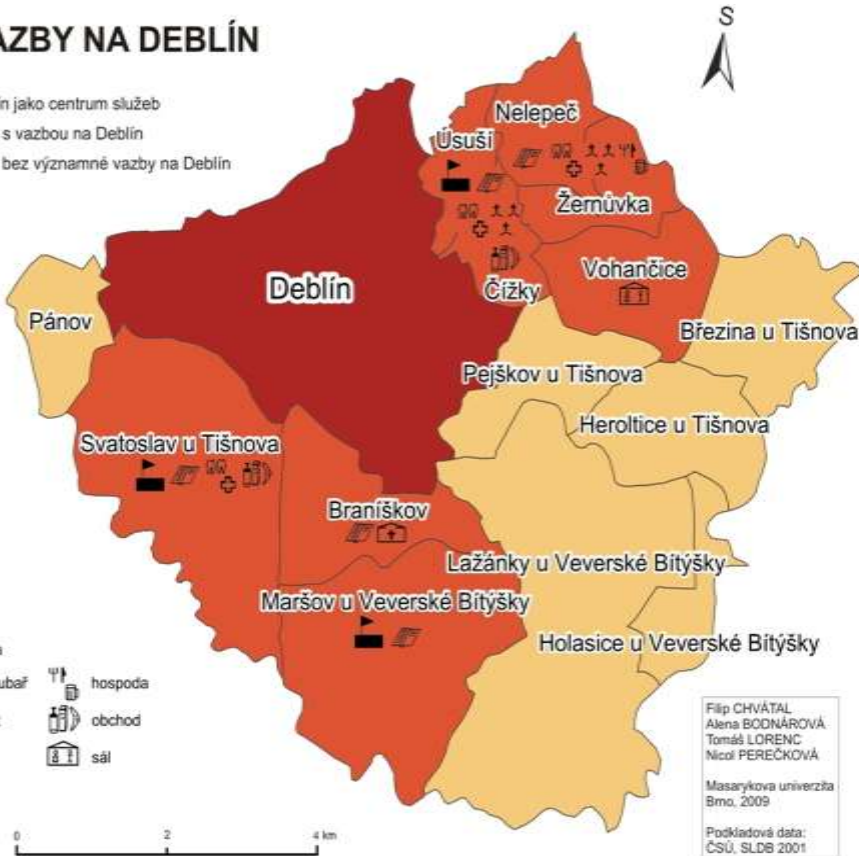 AZBY NA DEBLÍN
S
ín jako centrum služeb
s vazbou na Deblín
bez významné vazby na Deblín
Nelepeč
Úsuší
Žernůvka
Deblín
Vohančice
Čížky
Pánov
Březina u Tišnova
Pejškov u Tišnova
Heroltice u Tišnova
Svatoslav u Tišnova
Braníškov
Lažánky u Veverské Bítýšky
Maršov u Veverské Bítýšky
Holasice u Veverské Bítýšky
ubař
hospoda
obchod
sál
0 2 4 km
Filip CHVÁTAL
Alena BODNÁROVÁ
Tomáš LORENC
Nicol PEREČKOVÁ
Masarykova univerzita
Brno, 2009
Podkladová data:
ČSÚ, SLDB 2001